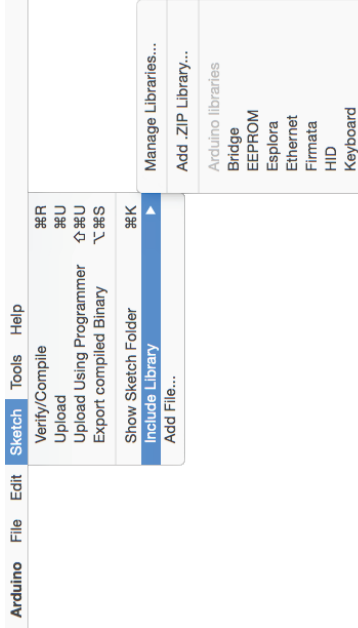 Arduino File Edit Sketch Tools Help
Verify/Compile ⌘R
Upload ⌘U
Upload Using Programmer ⇧⌘U
Export compiled Binary ⌥⌘S
Show Sketch Folder ⌘K
Include Library ▶
Add File...
Manage Libraries...
Add .ZIP Library...
Arduino libraries
Bridge
EEPROM
Esplora
Ethernet
Firmata
HID
Keyboard